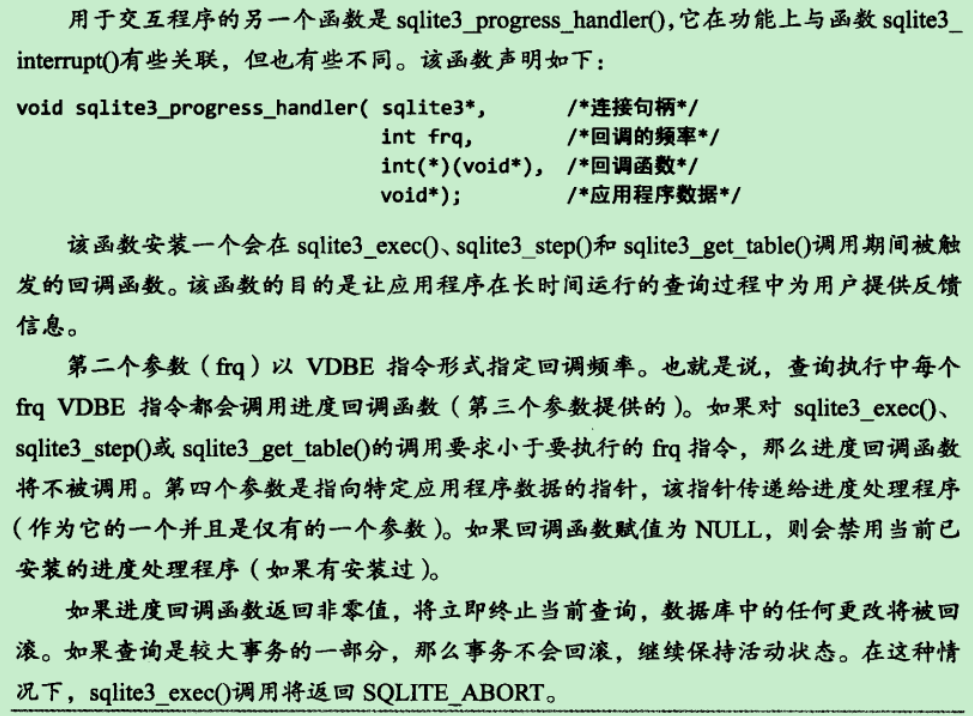 用于交互程序的另一个函数是 sqlite3_progress_handler(),它在功能上与函数 sqlite3_
interrupt()有些关联，但也有些不同。该函数声明如下：
void sqlite3_progress_handler( sqlite3*, /*连接句柄*/
int frq, /*回调的频率*/
int(*)(void*), /*回调函数*/
void*); /*应用程序数据*/
该函数安装一个会在 sqlite3_exec()、sqlite3_step()和 sqlite3_get_table()调用期间被触
发的回调函数。该函数的目的是让应用程序在长时间运行的查询过程中为用户提供反馈
信息。
第二个参数（frq）以 VDBE 指令形式指定回调频率。也就是说，查询执行中每个
frq VDBE 指令都会调用进度回调函数（第三个参数提供的）。如果对 sqlite3_exec()、
sqlite3_step()或 sqlite3_get_table()的调用要求小于要执行的 frq 指令，那么进度回调函数
将不被调用。第四个参数是指向特定应用程序数据的指针，该指针传递给进度处理程序
（作为它的一个并且是仅有的一个参数）。如果回调函数赋值为 NULL，则会禁用当前已
安装的进度处理程序（如果有安装过）。
如果进度回调函数返回非零值，将立即终止当前查询，数据库中的任何更改将被回
滚。如果查询是较大事务的一部分，那么事务不会回滚，继续保持活动状态。在这种情
况下，sqlite3_exec()调用将返回 SQLITE_ABORT。